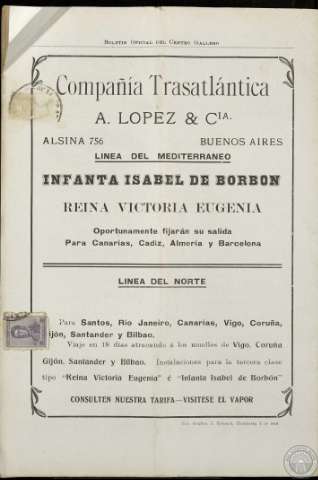 BOLETIN OFICIAL DEL CENTRO GALLEGO
Compañía Trasatlántica
A. LOPEZ & CIA.
ALSINA 756 BUENOS AIRES
LINEA DEL MEDITERRANEO
INFANTA ISABEL DE BORBON
REINA VICTORIA EUGENIA
Oportunamente fijarán su salida
Para Canarias, Cadiz, Almería y Barcelona
LINEA DEL NORTE
Para Santos, Rio Janeiro, Canarias, Vigo, Coruña,
Gijón, Santander y Bilbao.
Viaje en 18 días atracando á los muelles de Vigo, Coruña
Gijón, Santander y Bilbao. Instalaciones para la tercera clase
tipo "Reina Victoria Eugenia" é "Infanta Isabel de Borbón"
CONSULTEN NUESTRA TARIFA—VISITESE EL VAPOR